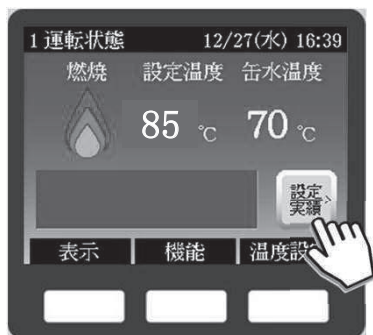 1 運転状態 12/27(水) 16:39
燃焼 設定温度 缶水温度
85 ℃ 70 ℃
設定
実績
表示 機能 温度設